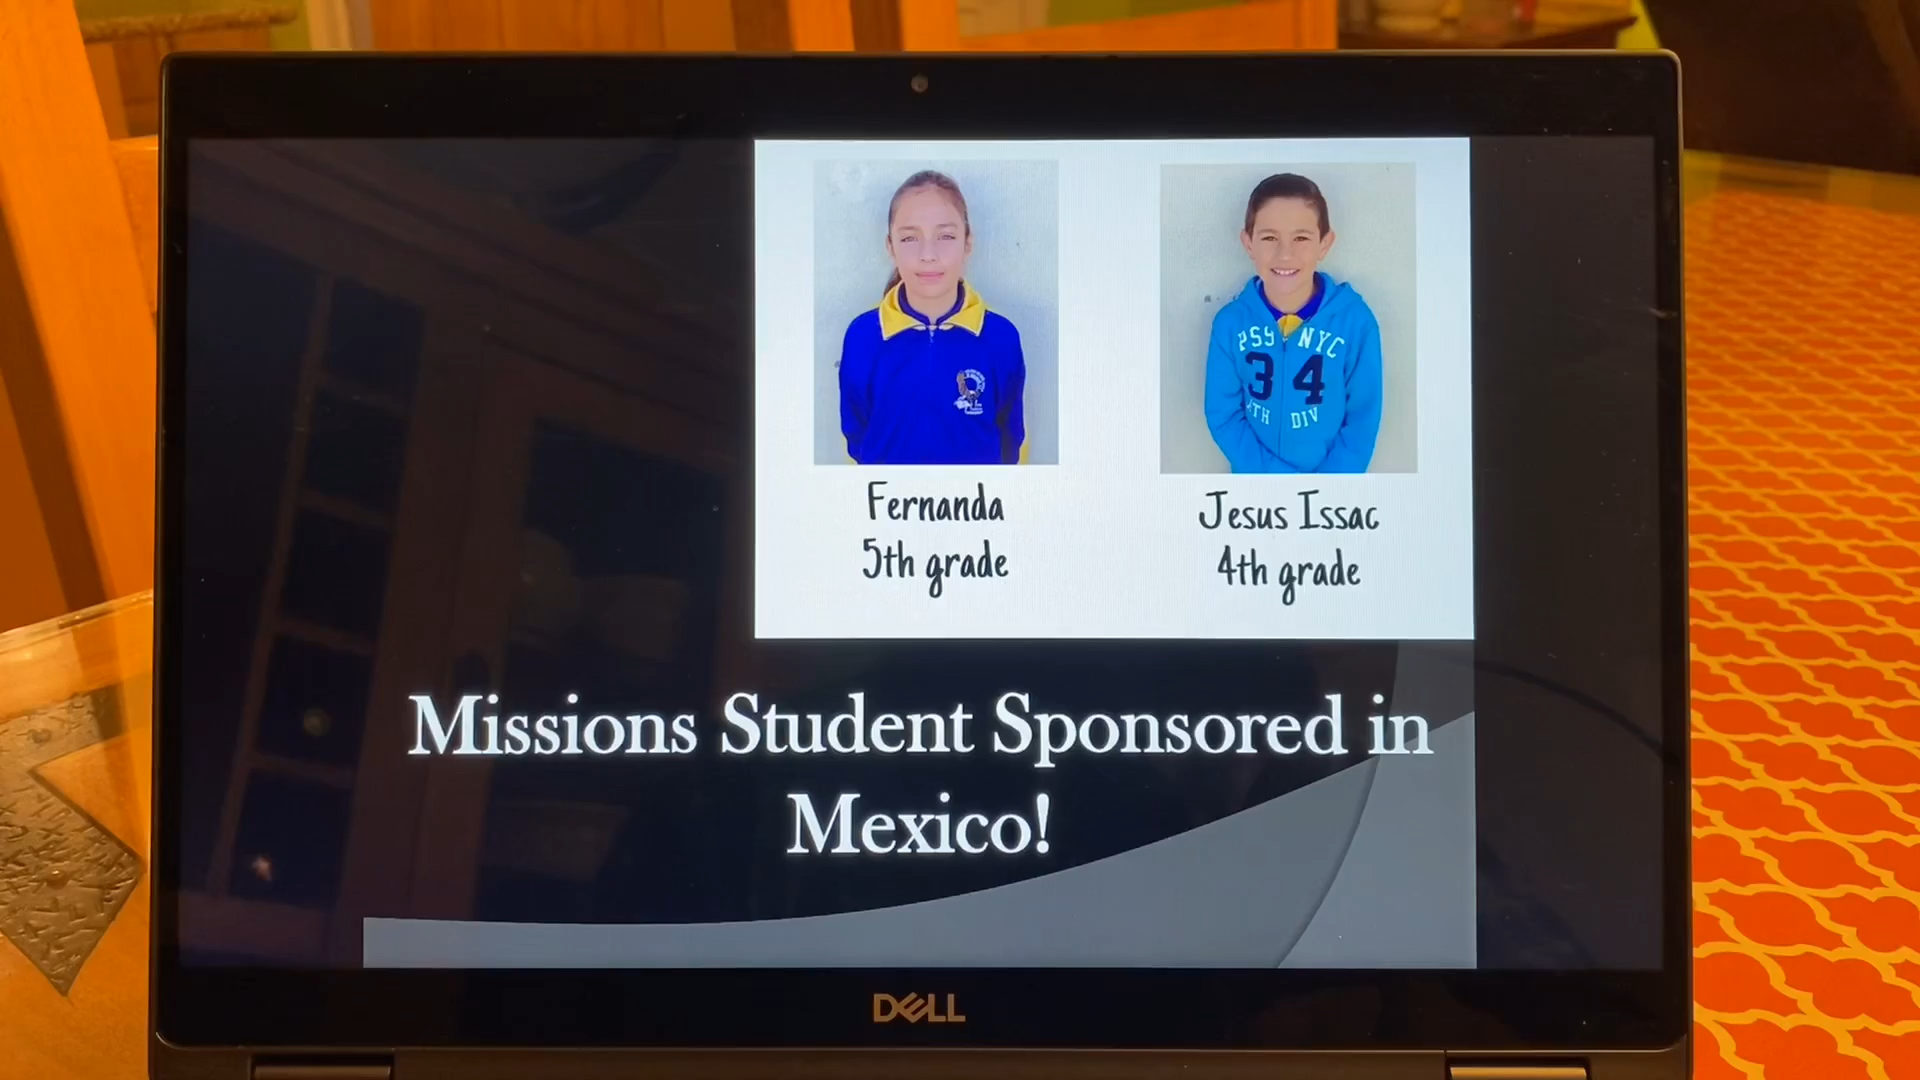 PSS NYC
34
DIV
Fernanda
5th grade
Jesus Issac
4th grade
Missions Student Sponsored in
Mexico!
DELL